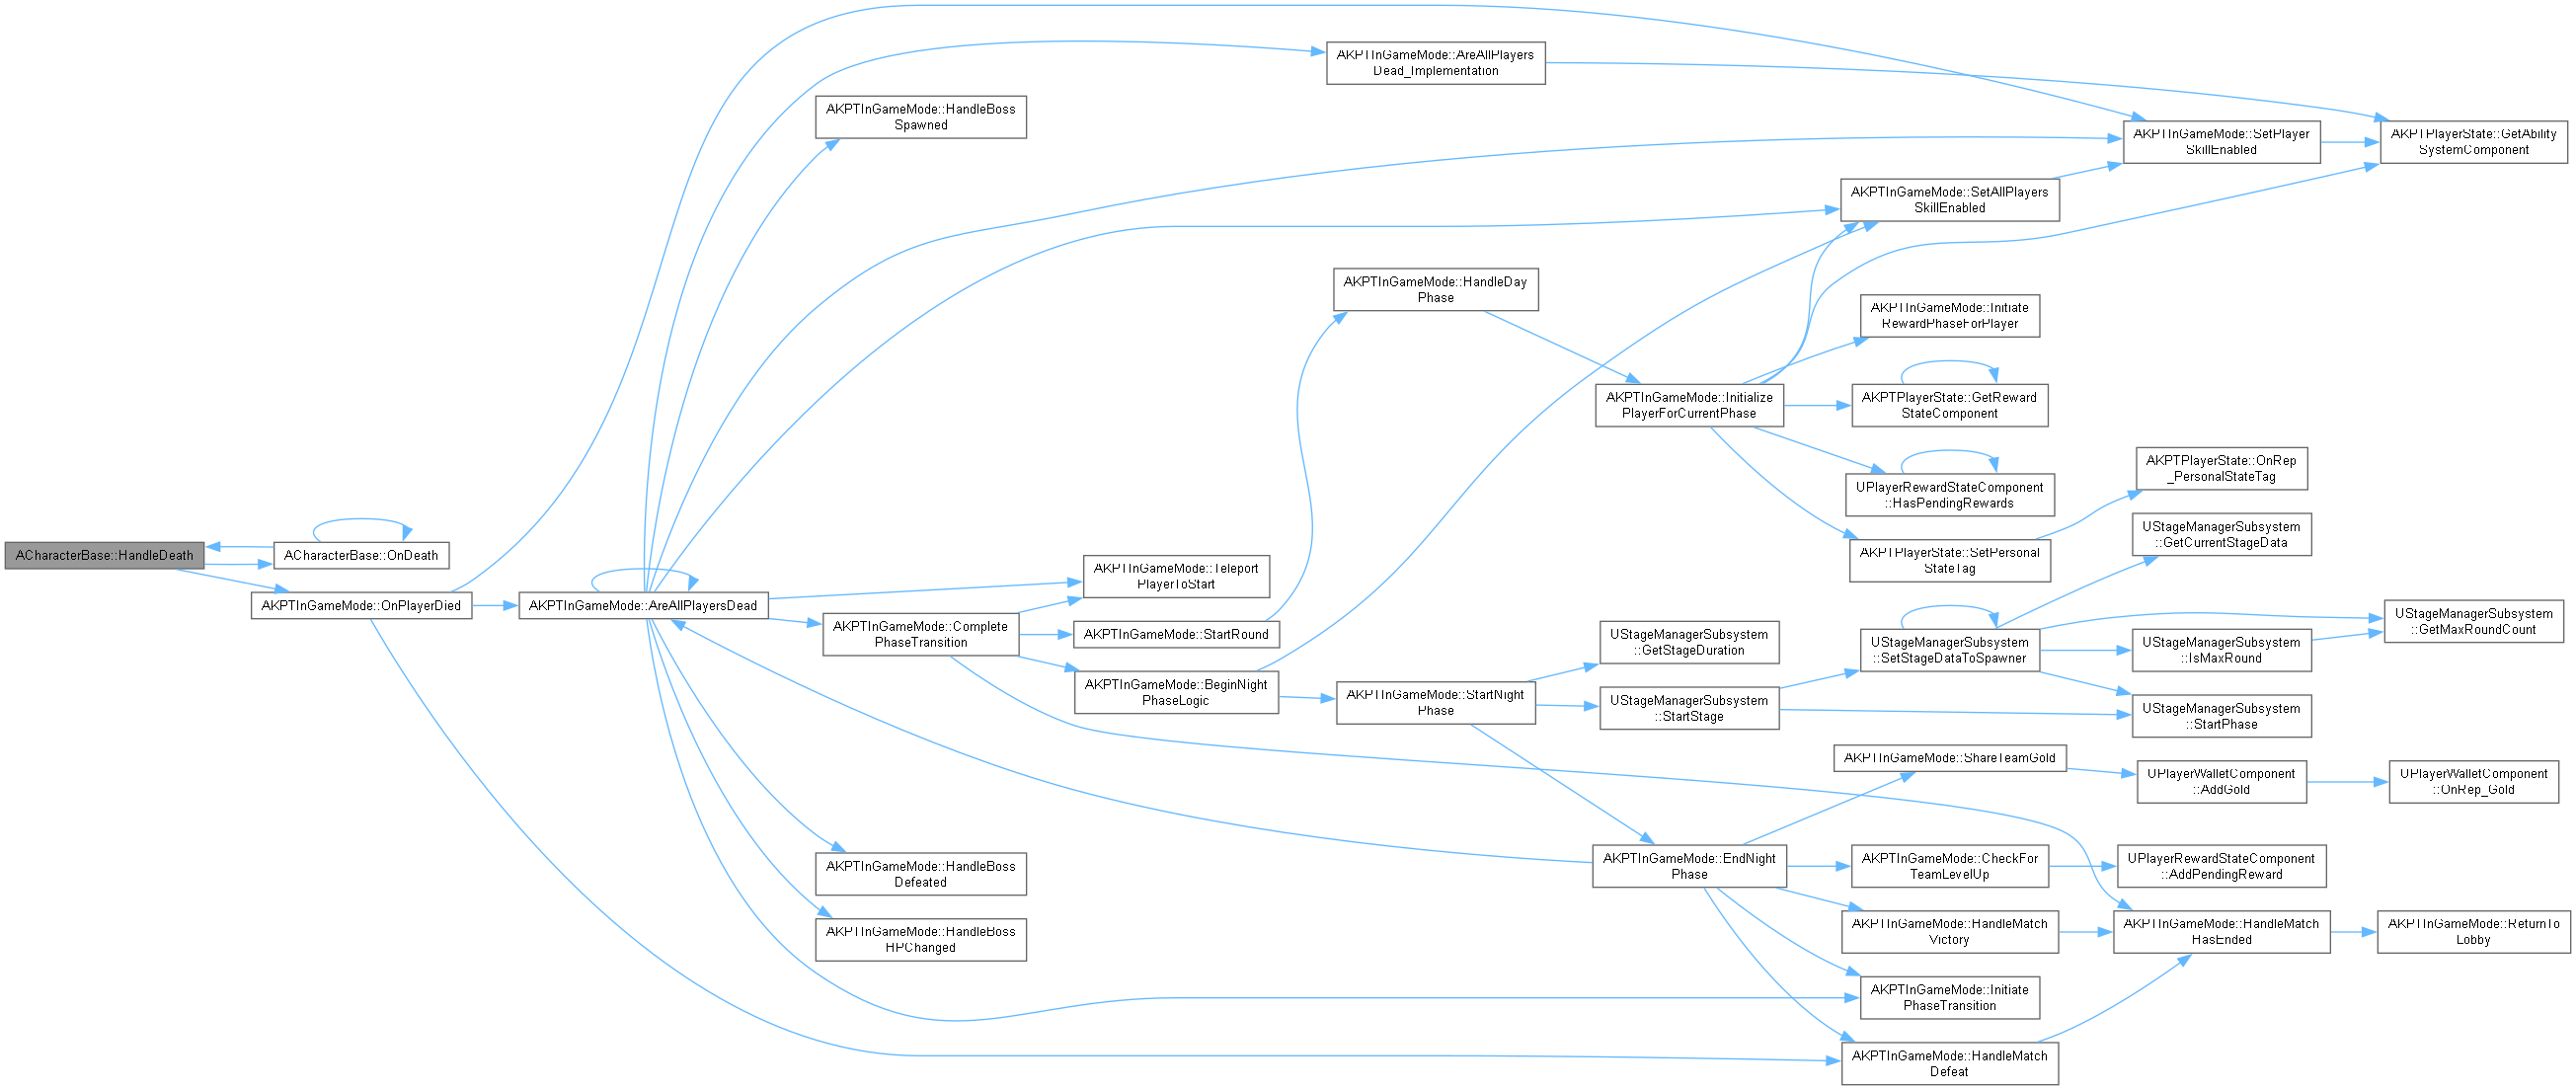 ACharacterBase::HandleDeath
ACharacterBase::OnDeath
AKPTInGameMode::OnPlayerDied
AKPTInGameMode::AreAllPlayersDead
AKPTInGameMode::AreAllPlayers
Dead_Implementation
AKPTInGameMode::HandleBoss
Spawned
AKPTInGameMode::SetPlayer
SkillEnabled
AKPTPlayerState::GetAbility
SystemComponent
AKPTInGameMode::SetAllPlayers
SkillEnabled
AKPTInGameMode::HandleDay
Phase
AKPTInGameMode::Initiate
RewardPhaseForPlayer
AKPTInGameMode::Initialize
PlayerForCurrentPhase
AKPTPlayerState::GetReward
StateComponent
UPlayerRewardStateComponent
::HasPendingRewards
AKPTPlayerState::OnRep
_PersonalStateTag
AKPTPlayerState::SetPersonal
StateTag
UStageManagerSubsystem
::GetCurrentStageData
AKPTInGameMode::Teleport
PlayerToStart
AKPTInGameMode::Complete
PhaseTransition
AKPTInGameMode::StartRound
AKPTInGameMode::BeginNight
PhaseLogic
UStageManagerSubsystem
::GetStageDuration
AKPTInGameMode::StartNight
Phase
UStageManagerSubsystem
::StartStage
UStageManagerSubsystem
::SetStageDataToSpawner
UStageManagerSubsystem
::GetMaxRoundCount
UStageManagerSubsystem
::IsMaxRound
UStageManagerSubsystem
::StartPhase
AKPTInGameMode::ShareTeamGold
UPlayerWalletComponent
::AddGold
UPlayerWalletComponent
::OnRep_Gold
AKPTInGameMode::EndNight
Phase
AKPTInGameMode::CheckFor
TeamLevelUp
UPlayerRewardStateComponent
::AddPendingReward
AKPTInGameMode::HandleBoss
Defeated
AKPTInGameMode::HandleBoss
HPChanged
AKPTInGameMode::HandleMatch
Victory
AKPTInGameMode::HandleMatch
HasEnded
AKPTInGameMode::ReturnTo
Lobby
AKPTInGameMode::Initiate
PhaseTransition
AKPTInGameMode::HandleMatch
Defeat